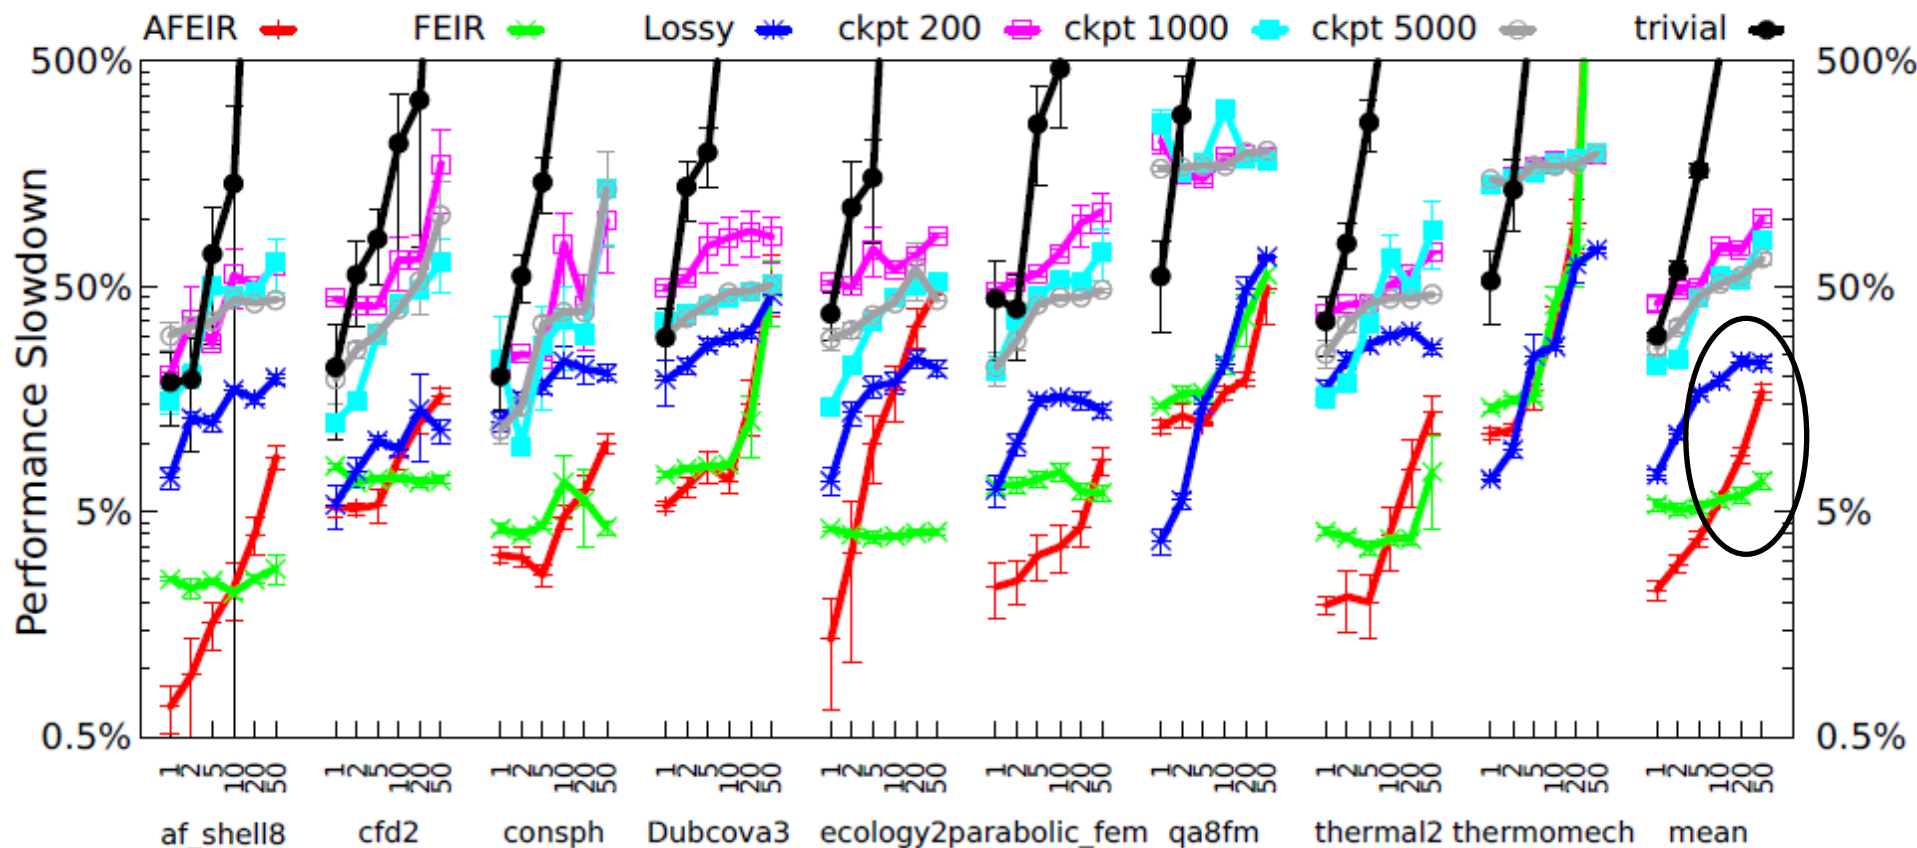 AFEIR FEIR Lossy ckpt 200 ckpt 1000 ckpt 5000 trivial
500% 500%
50% 50%
5% 5%
0.5% 0.5%
Performance Slowdown
1 2 5 10 20 50 1 2 5 10 20 50 1 2 5 10 20 50 1 2 5 10 20 50 1 2 5 10 20 50 1 2 5 10 20 50 1 2 5 10 20 50 1 2 5 10 20 50 1 2 5 10 20 50 1 2 5 10 20 50
af_shell8 cfd2 consph Dubcova3 ecology2 parabolic_fem qa8fm thermal2 thermomech mean